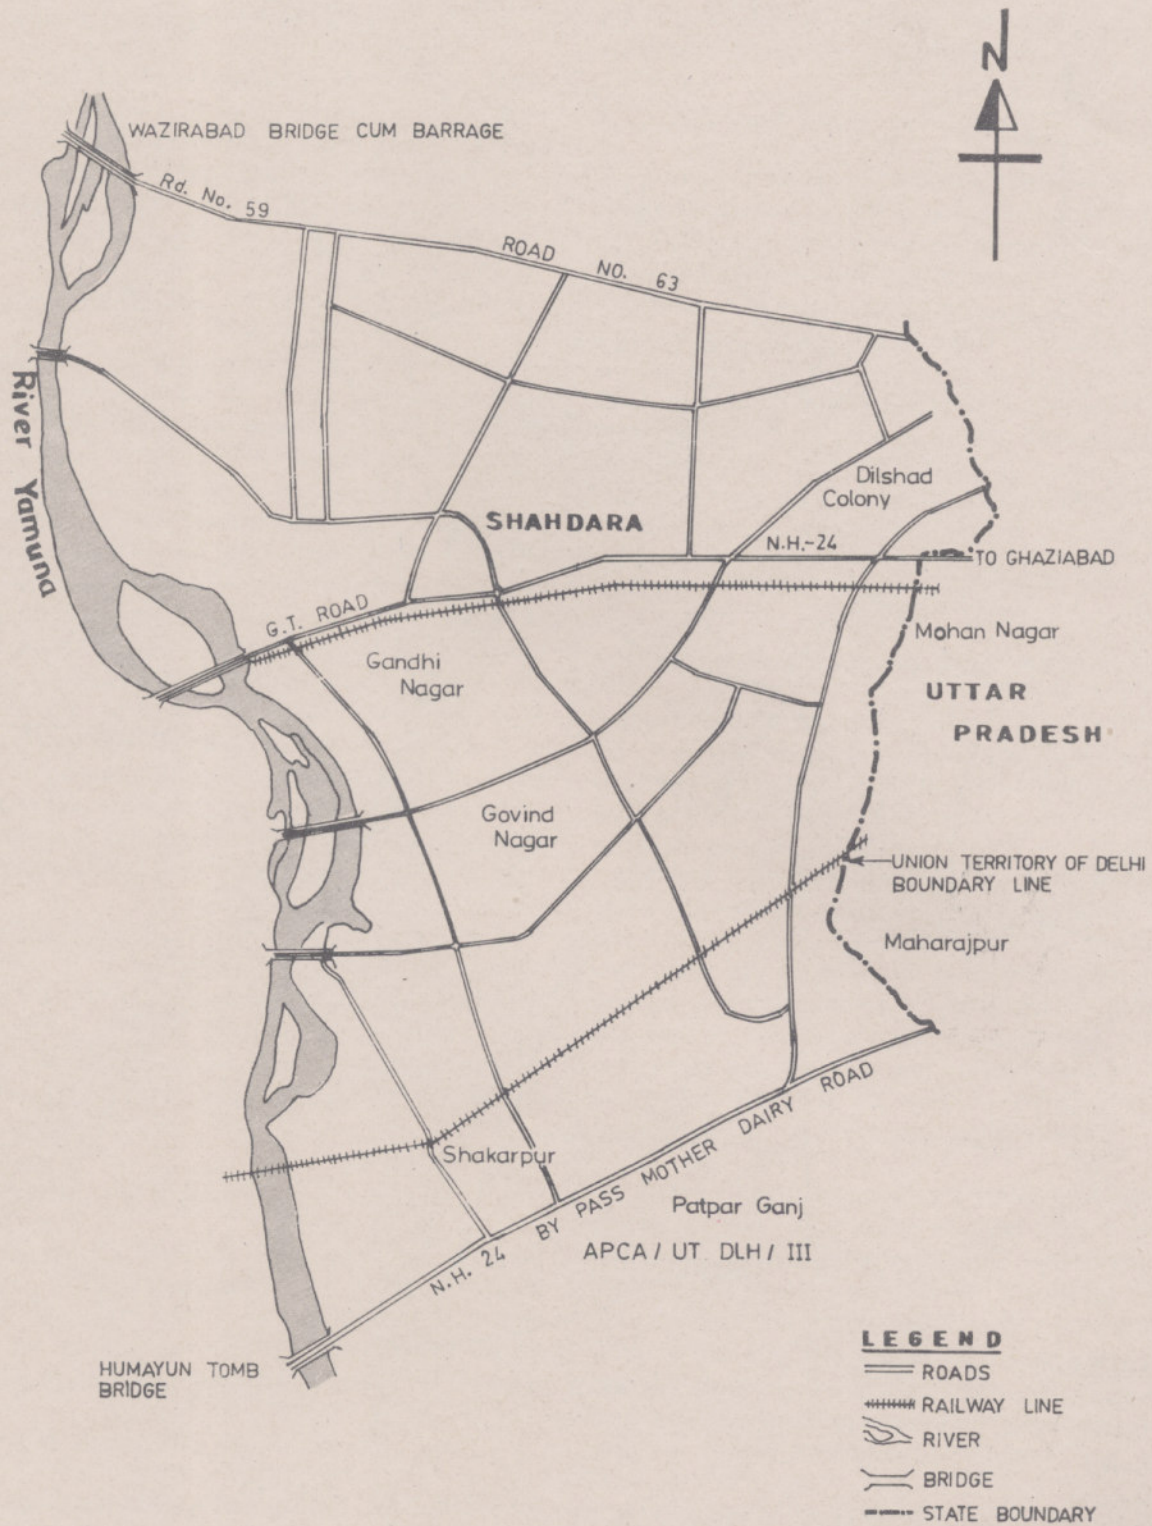 N
WAZIRABAD BRIDGE CUM BARRAGE
Rd. No. 59
ROAD NO. 63
River Yamuna
Dilshad
Colony
SHAHDARA
N.H.-24
TO GHAZIABAD
G.T. ROAD
Mohan Nagar
Gandhi
Nagar
UTTAR
PRADESH
Govind
Nagar
UNION TERRITORY OF DELHI
BOUNDARY LINE
Maharajpur
Shakarpur
N.H. 24 BY PASS MOTHER DAIRY ROAD
Patpar Ganj
APCA / UT DLH / III
HUMAYUN TOMB
BRIDGE
LEGEND
ROADS
RAILWAY LINE
RIVER
BRIDGE
STATE BOUNDARY